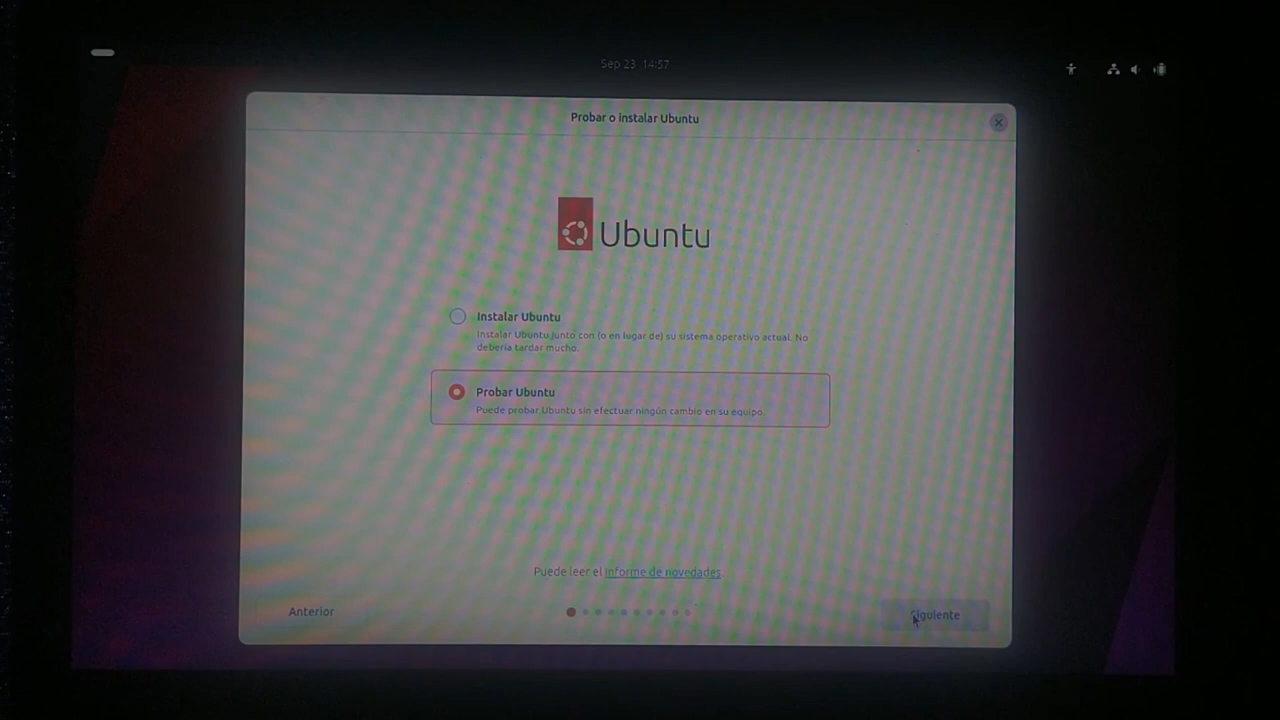 Sep 23 14:57
Probar o instalar Ubuntu
Ubuntu
Instalar Ubuntu
Instalar Ubuntu junto con (o en lugar de) su sistema operativo actual. No
debería tardar mucho.
Probar Ubuntu
Puede probar Ubuntu sin efectuar ningún cambio en su equipo.
Puede leer el informe de novedades.
Anterior
Siguiente